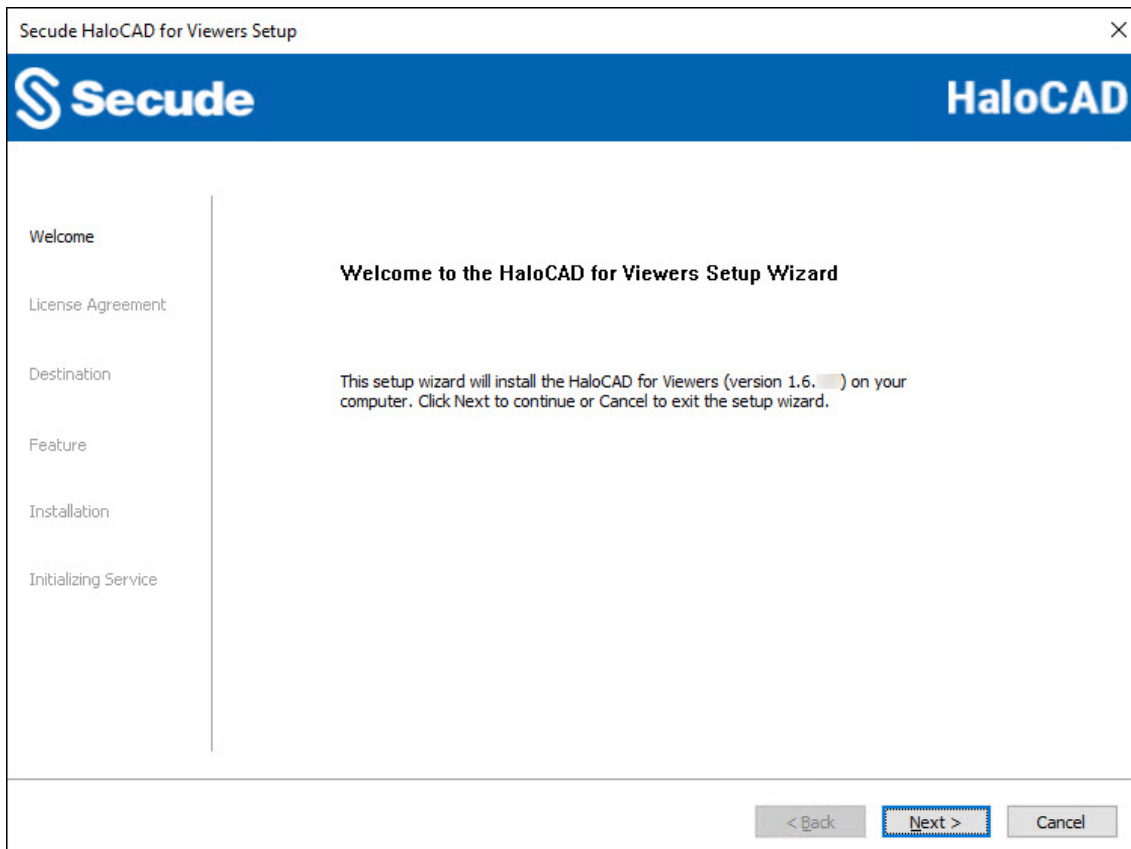 Secude HaloCAD for Viewers Setup
Secude
HaloCAD
Welcome
License Agreement
Destination
Feature
Installation
Initializing Service
Welcome to the HaloCAD for Viewers Setup Wizard
This setup wizard will install the HaloCAD for Viewers (version 1.6. ) on your
computer. Click Next to continue or Cancel to exit the setup wizard.
< Back
Next >
Cancel